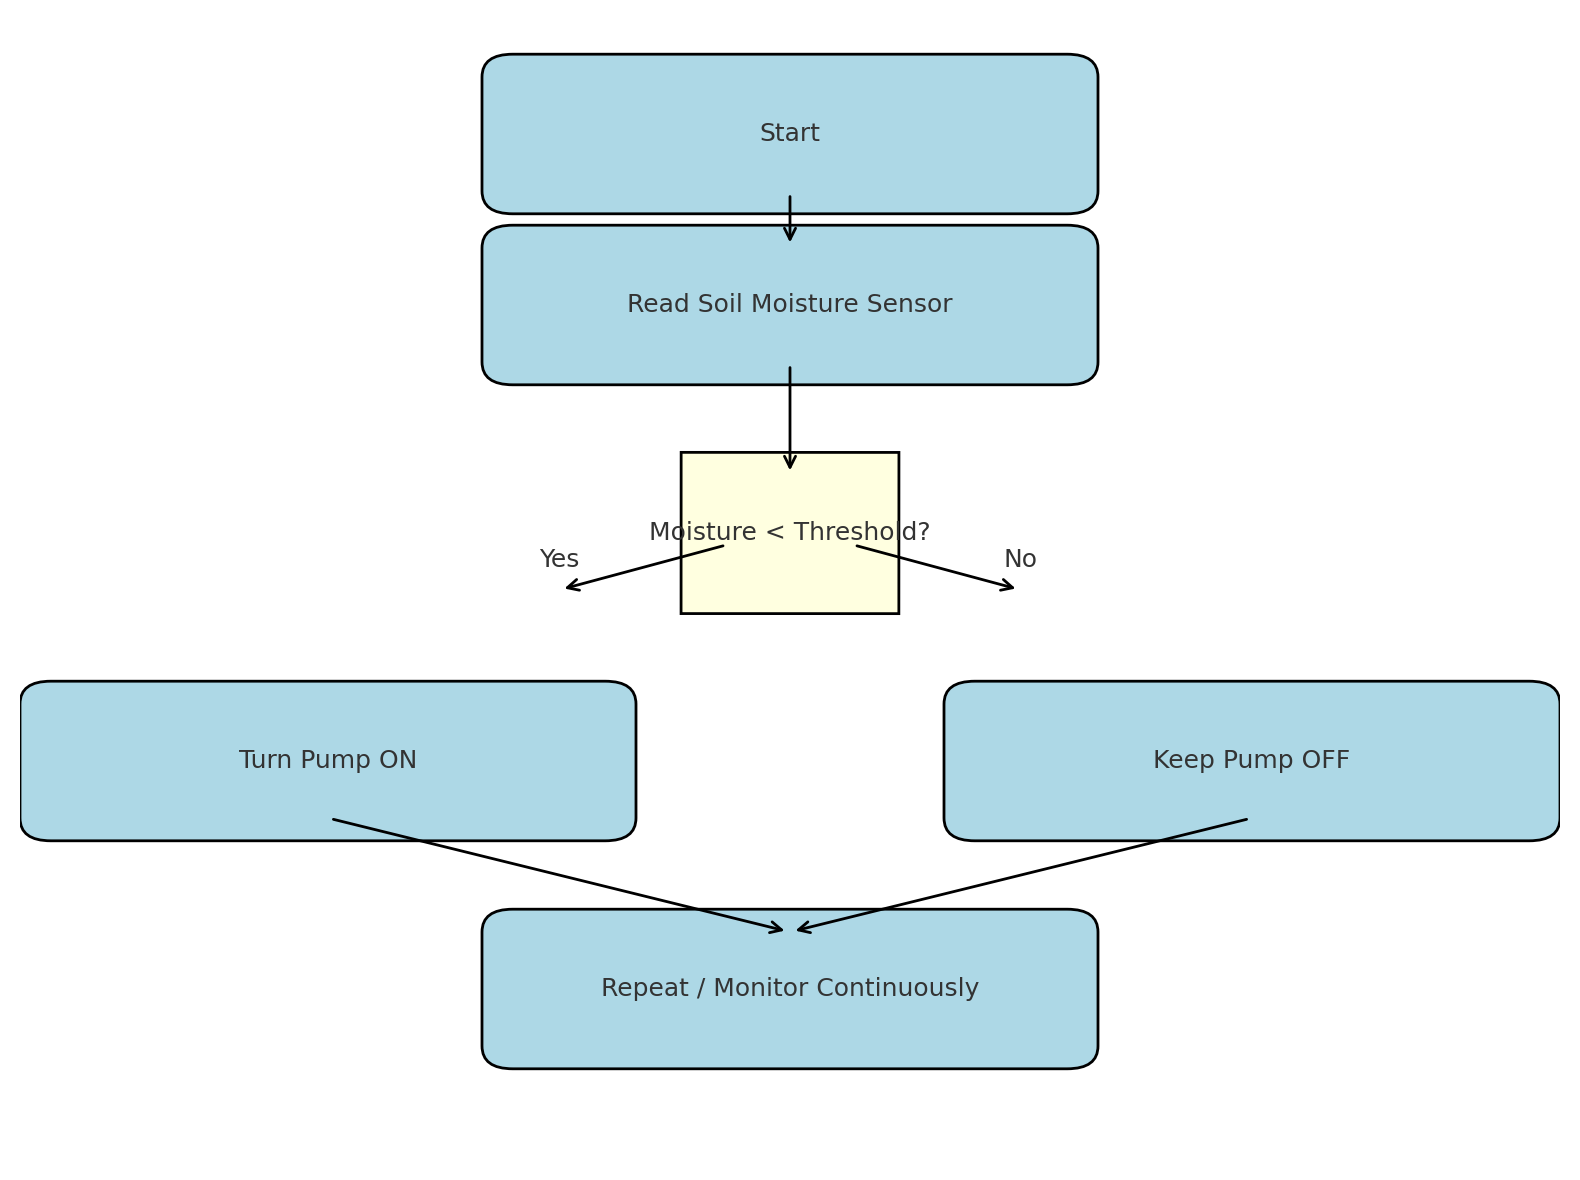 Start
Read Soil Moisture Sensor
Moisture < Threshold?
Yes
No
Turn Pump ON
Keep Pump OFF
Repeat / Monitor Continuously